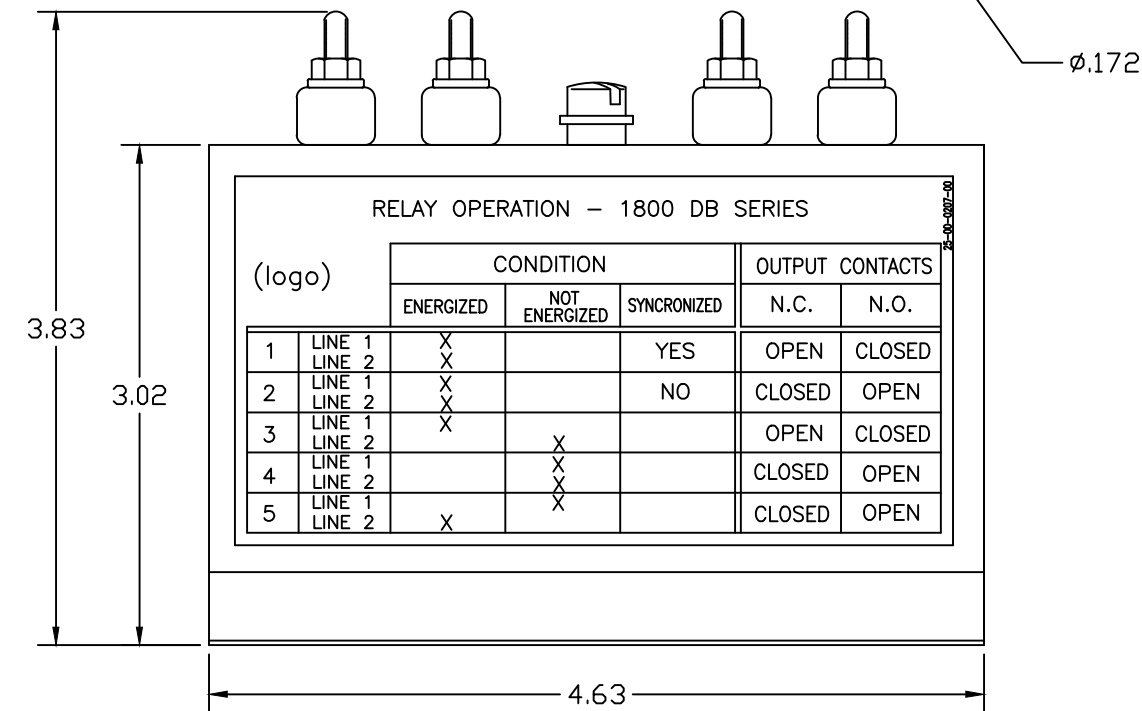 Ø.172
RELAY OPERATION – 1800 DB SERIES
25-00-0207-00
(logo)
CONDITION
OUTPUT CONTACTS
ENERGIZED
NOT ENERGIZED
SYNCRONIZED
N.C.
N.O.
1 LINE 1 X
LINE 2 X YES OPEN CLOSED
2 LINE 1 X
LINE 2 X NO CLOSED OPEN
3 LINE 1 X
LINE 2 X OPEN CLOSED
4 LINE 1 X
LINE 2 X CLOSED OPEN
5 LINE 1 X
LINE 2 X CLOSED OPEN
3.83
3.02
4.63